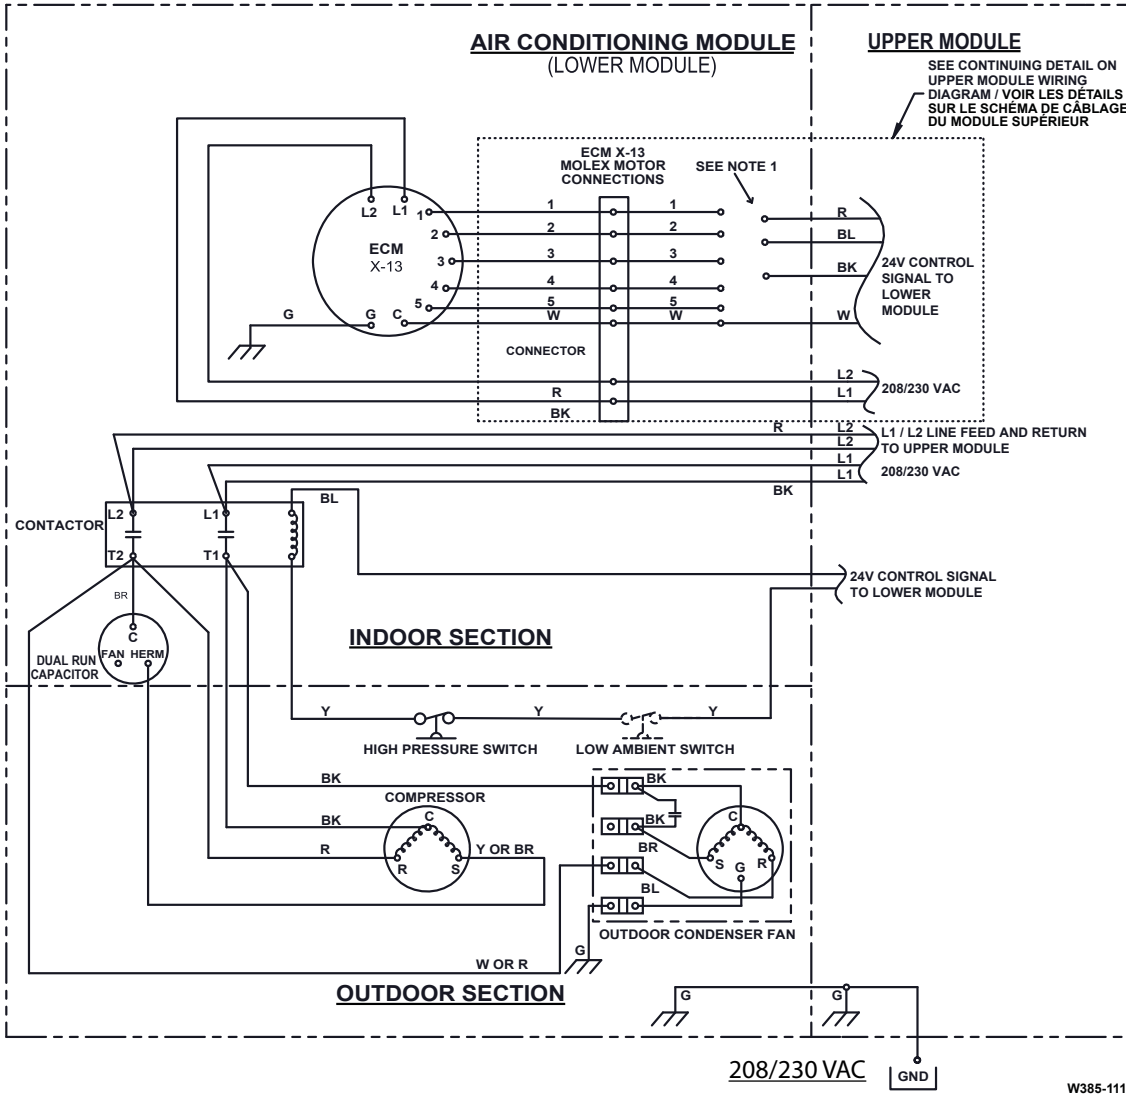 AIR CONDITIONING MODULE
(LOWER MODULE)
UPPER MODULE
SEE CONTINUING DETAIL ON
UPPER MODULE WIRING
DIAGRAM / VOIR LES DÉTAILS
SUR LE SCHÉMA DE CÂBLAGE
DU MODULE SUPÉRIEUR
ECM X-13
MOLEX MOTOR
CONNECTIONS
SEE NOTE 1
L2 L1
ECM
X-13
1 1 1
2 2 2
3 3 3
4 4 4
5 5 5
G G C W W W
R
BL
BK
24V CONTROL
SIGNAL TO
LOWER
MODULE
CONNECTOR
R
BK
L2
L1
208/230 VAC
R
L2
L2
L1
L1
BK
L1 / L2 LINE FEED AND RETURN
TO UPPER MODULE
208/230 VAC
CONTACTOR
L2 L1
T2 T1
BL
24V CONTROL SIGNAL
TO LOWER MODULE
BR
C
FAN HERM
DUAL RUN
CAPACITOR
INDOOR SECTION
Y Y Y
HIGH PRESSURE SWITCH
LOW AMBIENT SWITCH
BK
COMPRESSOR
BK
C
R
R S
Y OR BR
BK
BK
BR
BL
C
S G R
G
OUTDOOR CONDENSER FAN
W OR R
OUTDOOR SECTION
G G
208/230 VAC
GND
W385-111